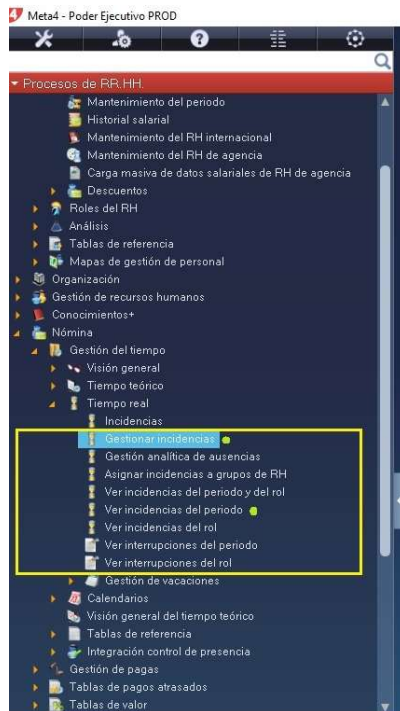 Meta4 - Poder Ejecutivo PROD
Procesos de RR.HH.
Mantenimiento del periodo
Historial salarial
Mantenimiento del RH internacional
Mantenimiento del RH de agencia
Carga masiva de datos salariales de RH de agencia
Descuentos
Roles del RH
Análisis
Tablas de referencia
Mapas de gestión de personal
Organización
Gestión de recursos humanos
Conocimientos+
Nómina
Gestión del tiempo
Visión general
Tiempo teórico
Tiempo real
Incidencias
Gestionar incidencias
Gestión analítica de ausencias
Asignar incidencias a grupos de RH
Ver incidencias del periodo y del rol
Ver incidencias del periodo
Ver incidencias del rol
Ver interrupciones del periodo
Ver interrupciones del rol
Gestión de vacaciones
Calendarios
Visión general del tiempo teórico
Tablas de referencia
Integración control de presencia
Gestión de pagas
Tablas de pagos atrasados
Tablas de valor